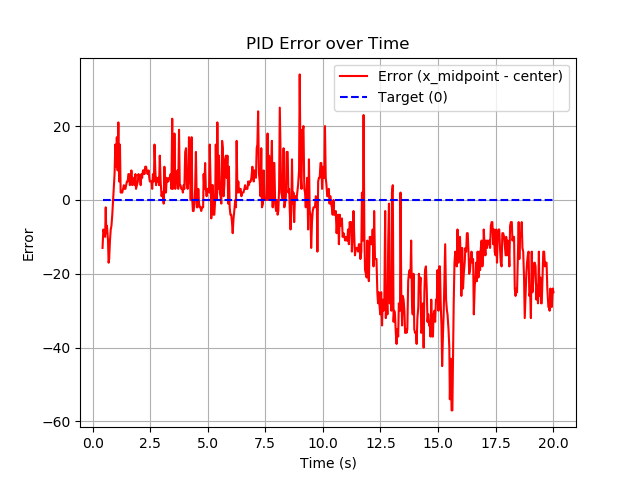 PID Error over Time
Error (x_midpoint - center)
Target (0)
Error
20
0
−20
−40
−60
0.0 2.5 5.0 7.5 10.0 12.5 15.0 17.5 20.0
Time (s)